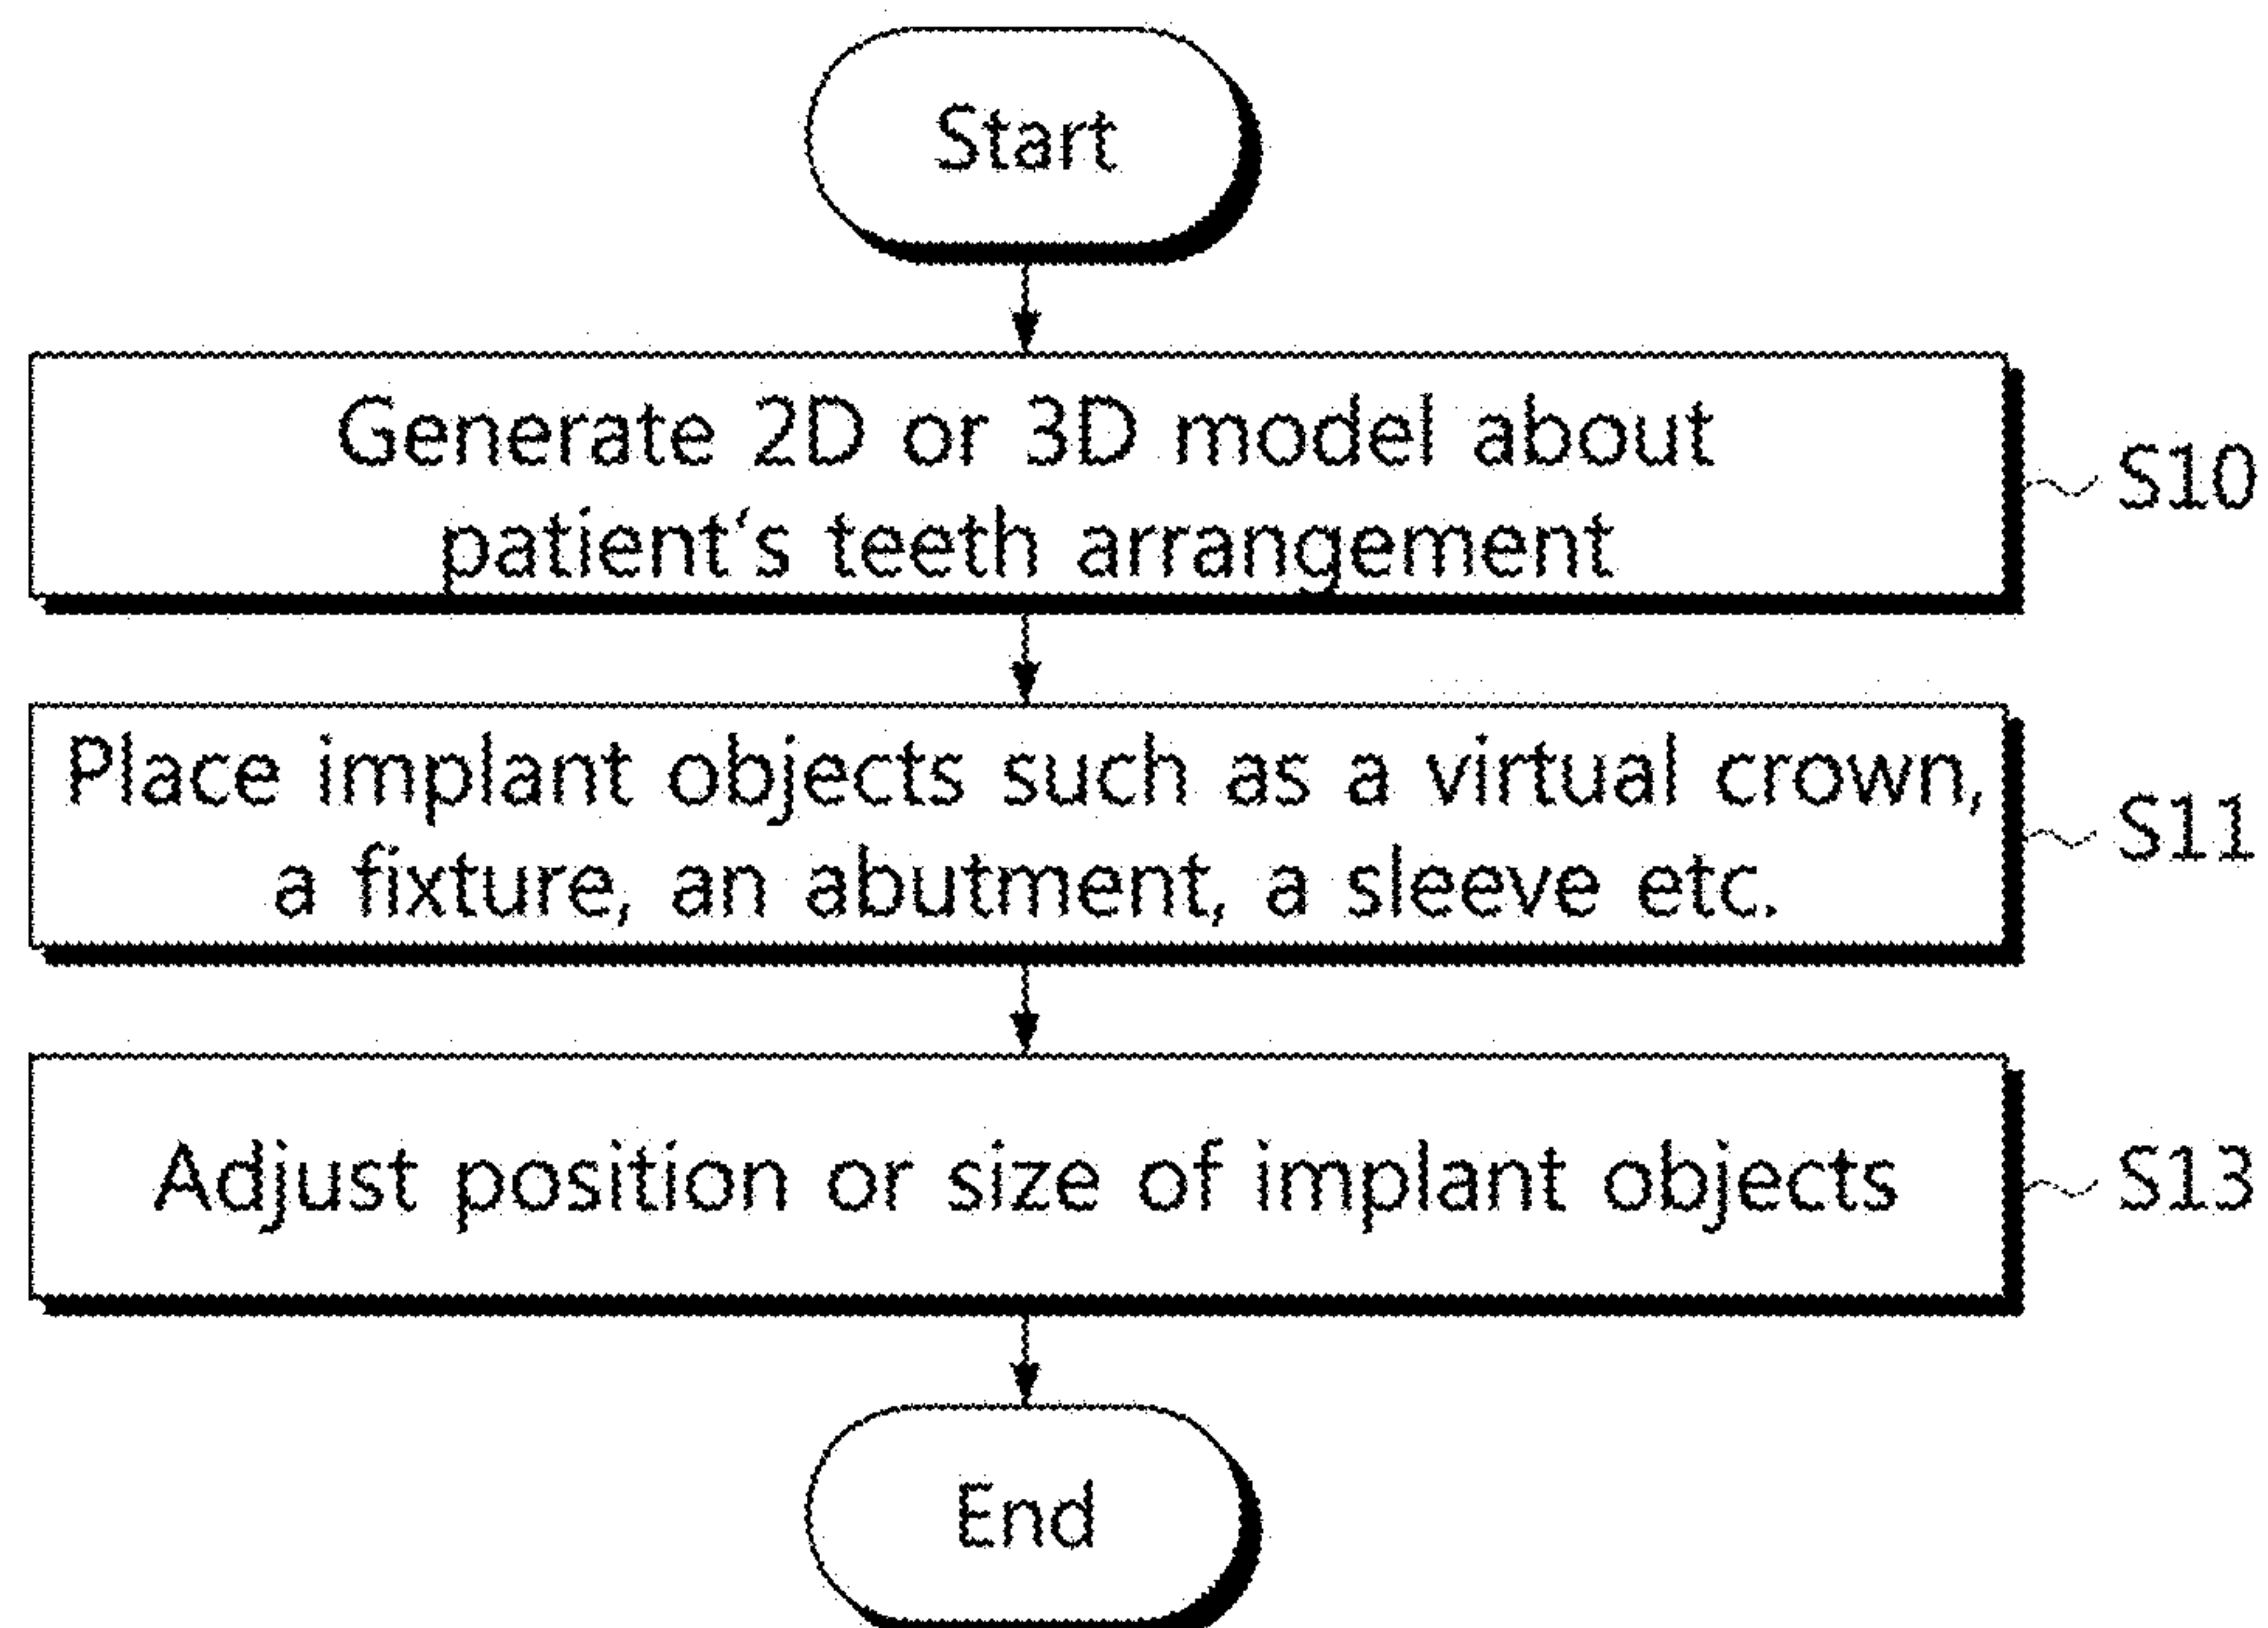 Start
Generate 2D or 3D model about
patient‘s teeth arrangement
S10
Place implant objects such as a virtual crown,
a fixture, an abutment, a sleeve etc.
S11
Adjust position or size of implant objects
S13
End